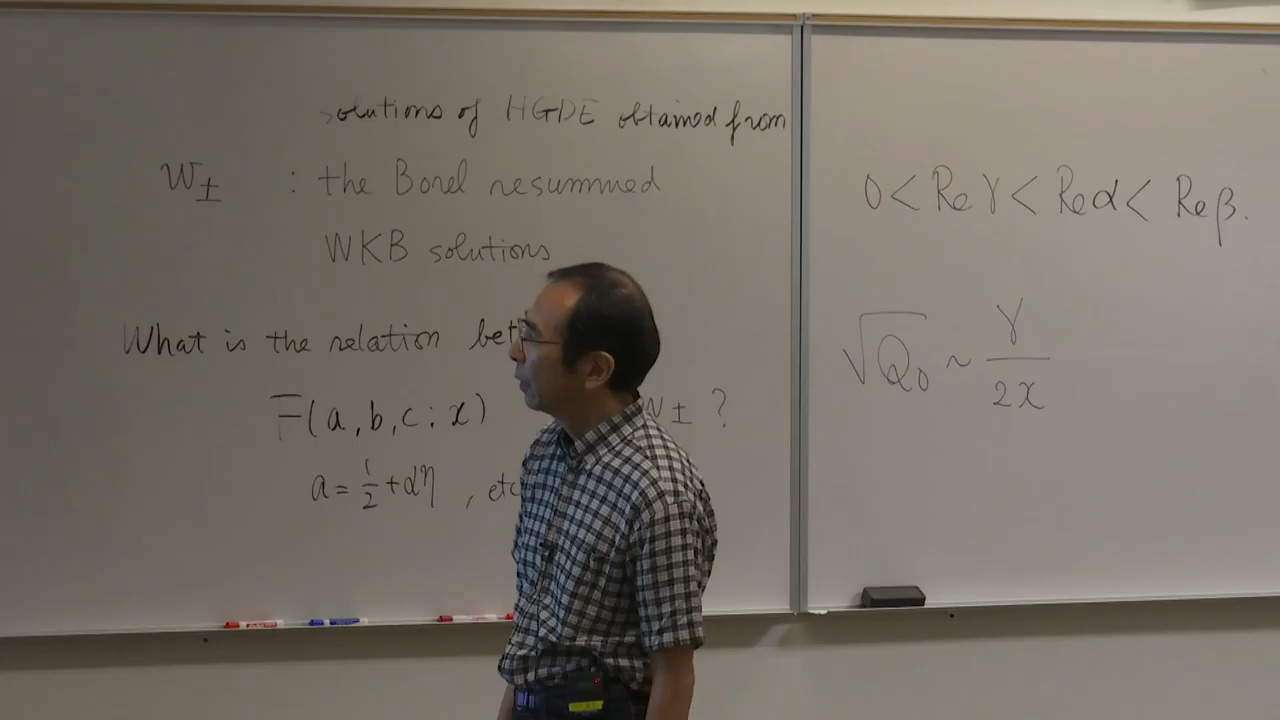 solutions of HGDE obtained from
w± : the Borel resummed
WKB solutions
What is the relation bet
F(a, b, c ; x) w± ?
a = 1/2 + αη , etc
0 < Re γ < Re α < Re β.
√Q₀ ~ γ/2x